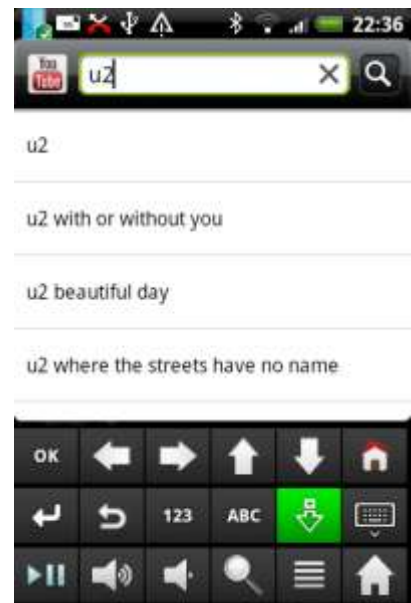 22:36
You
Tube
u2
u2
u2 with or without you
u2 beautiful day
u2 where the streets have no name
OK
123 ABC